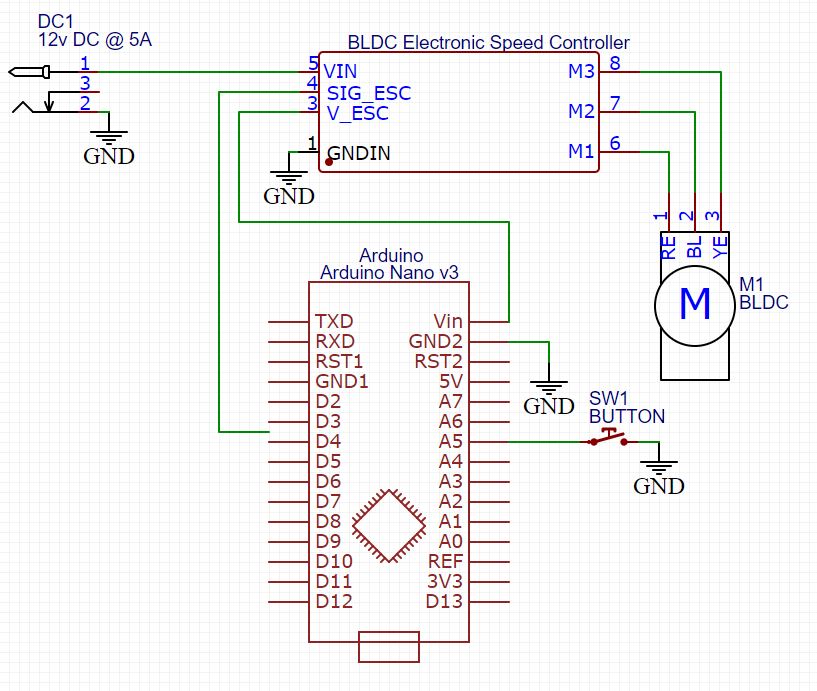 DC1
12v DC @ 5A
1
3
2
GND
BLDC Electronic Speed Controller
5 VIN
4 SIG_ESC
3 V_ESC
1 GNDIN
GND
M3 8
M2 7
M1 6
1 2 3
RE BL YE
M
M1
BLDC
Arduino
Arduino Nano v3
TXD Vin
RXD GND2
RST1 RST2
GND1 5V
D2 A7
D3 A6
D4 A5
D5 A4
D6 A3
D7 A2
D8 A1
D9 A0
D10 REF
D11 3V3
D12 D13
GND
SW1
BUTTON
GND